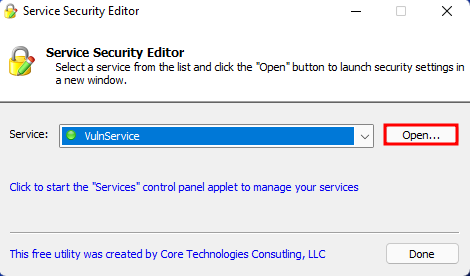 Service Security Editor
Service Security Editor
Select a service from the list and click the "Open" button to launch security settings in
a new window.
Service: VulnService Open...
Click to start the "Services" control panel applet to manage your services
This free utility was created by Core Technologies Consutling, LLC Done